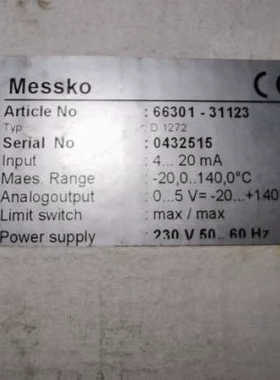 Messko CE
Article No : 66301 - 31123
Typ : D 1272
Serial No : 0432515
Input : 4... 20 mA
Maes. Range : -20,0...140,0°C
Analogoutput : 0...5 V= -20...+140
Limit switch : max / max
Power supply : 230 V 50.. 60 Hz